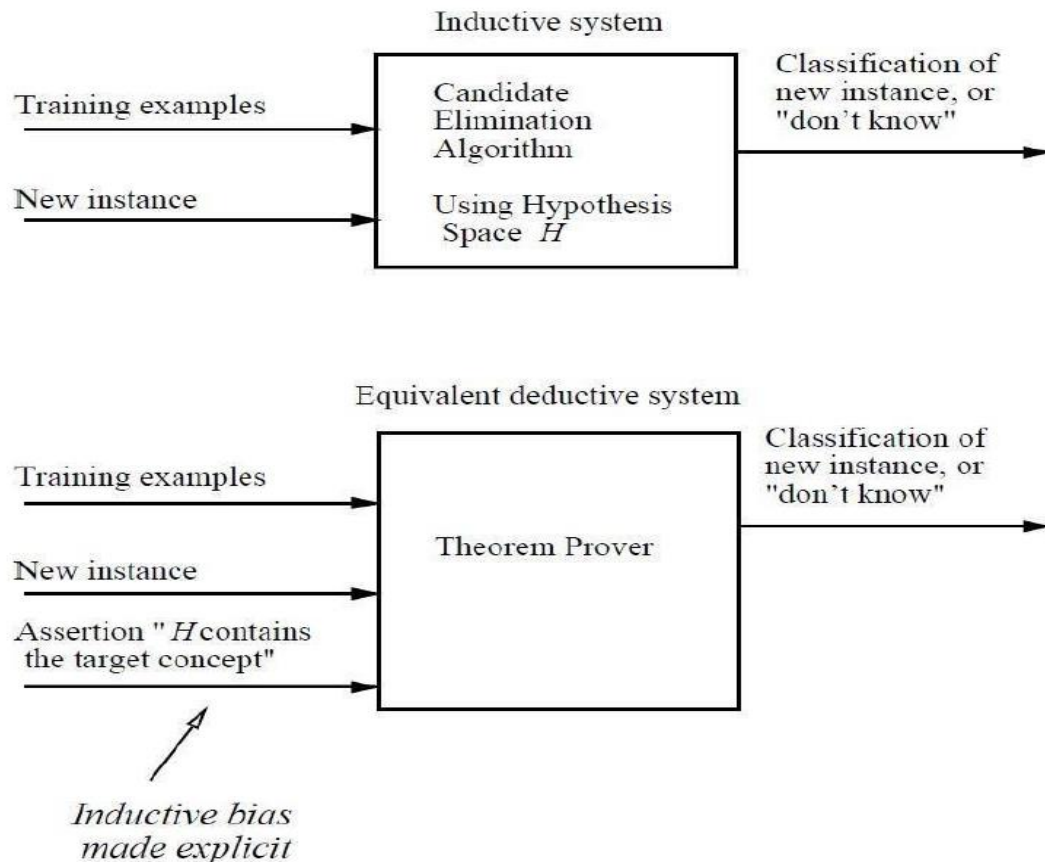 Inductive system
Training examples
New instance
Candidate
Elimination
Algorithm
Using Hypothesis
Space H
Classification of
new instance, or
"don't know"
Equivalent deductive system
Training examples
New instance
Assertion " H contains
the target concept"
Theorem Prover
Classification of
new instance, or
"don't know"
Inductive bias
made explicit